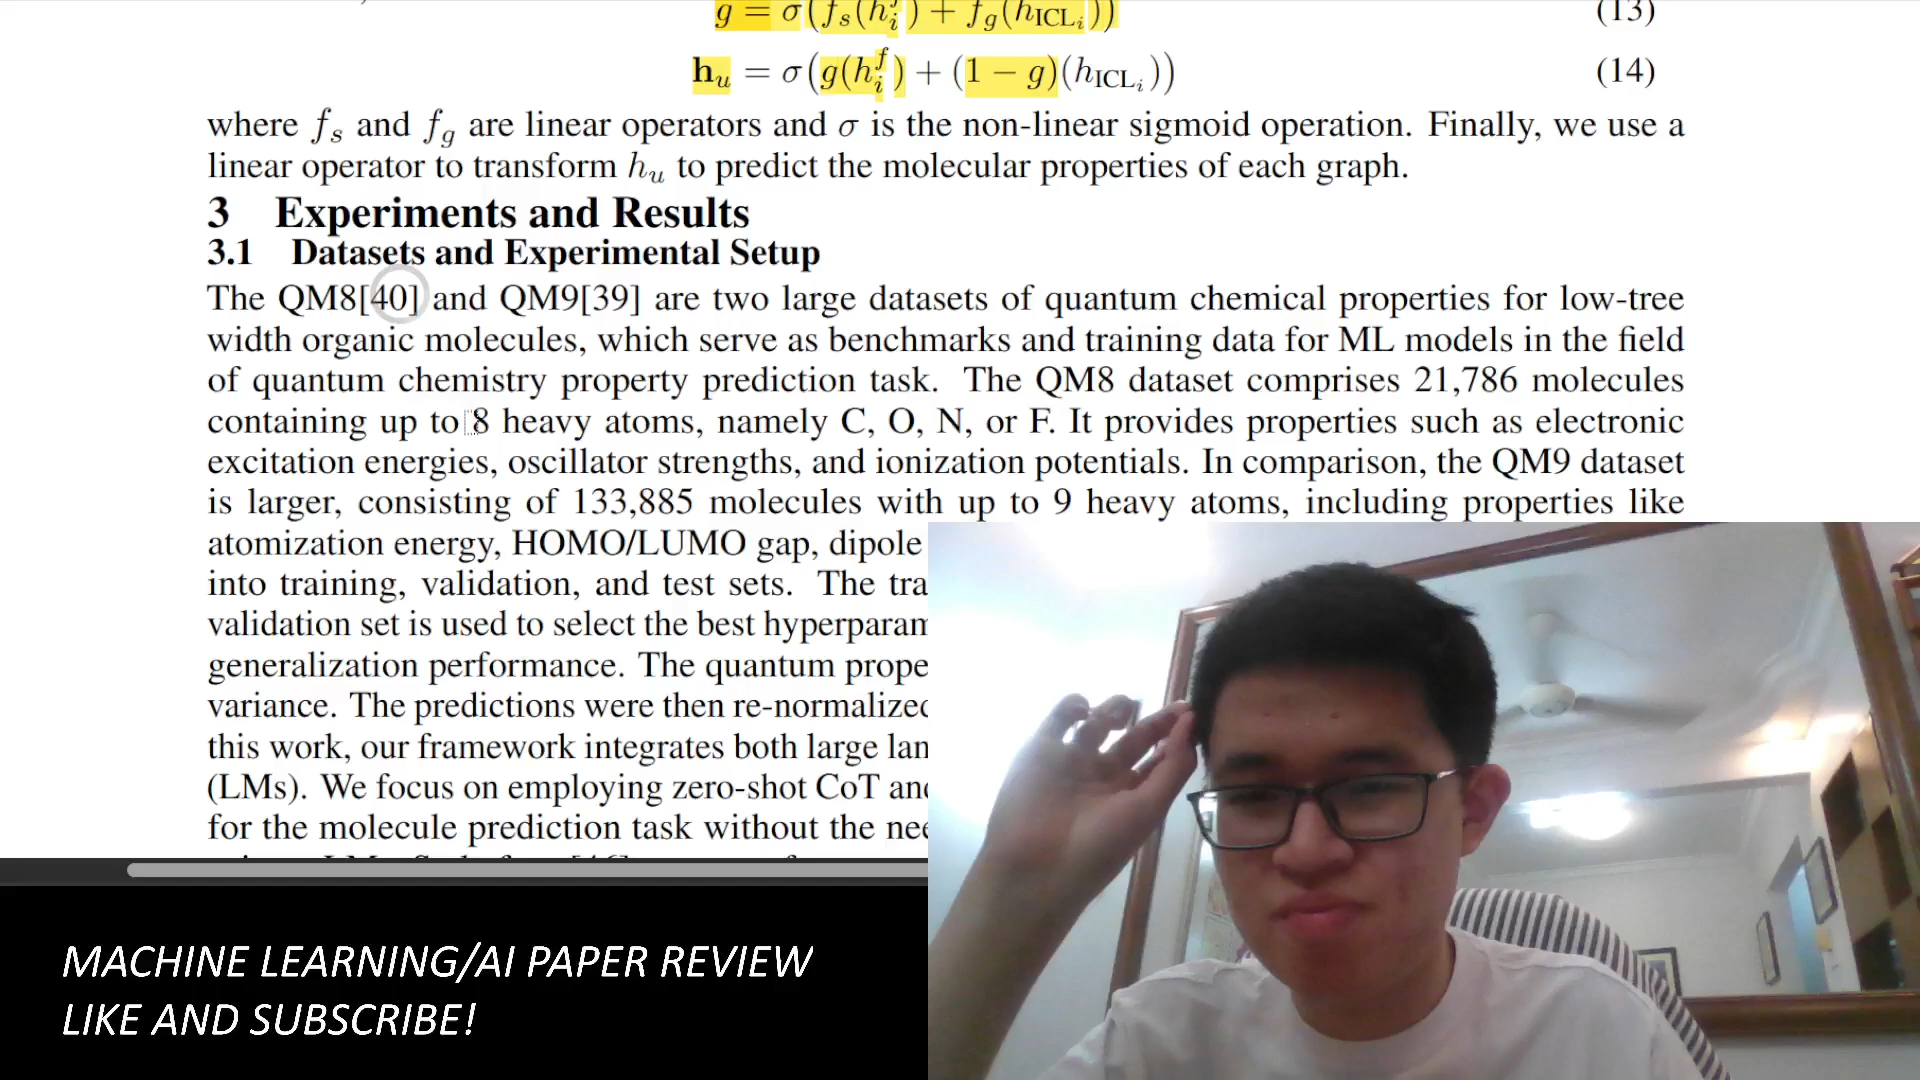 g = σ(f_s(h_i^f) + f_g(h_ICL_i)) (13)
h_u = σ(g(h_i^f) + (1 − g)(h_ICL_i)) (14)
where f_s and f_g are linear operators and σ is the non-linear sigmoid operation. Finally, we use a
linear operator to transform h_u to predict the molecular properties of each graph.
3 Experiments and Results
3.1 Datasets and Experimental Setup
The QM8[40] and QM9[39] are two large datasets of quantum chemical properties for low-tree
width organic molecules, which serve as benchmarks and training data for ML models in the field
of quantum chemistry property prediction task. The QM8 dataset comprises 21,786 molecules
containing up to 8 heavy atoms, namely C, O, N, or F. It provides properties such as electronic
excitation energies, oscillator strengths, and ionization potentials. In comparison, the QM9 dataset
is larger, consisting of 133,885 molecules with up to 9 heavy atoms, including properties like
atomization energy, HOMO/LUMO gap, dipole
into training, validation, and test sets. The tra
validation set is used to select the best hyperparam
generalization performance. The quantum prope
variance. The predictions were then re-normalized
this work, our framework integrates both large lan
(LMs). We focus on employing zero-shot CoT and
for the molecule prediction task without the nee
MACHINE LEARNING/AI PAPER REVIEW
LIKE AND SUBSCRIBE!